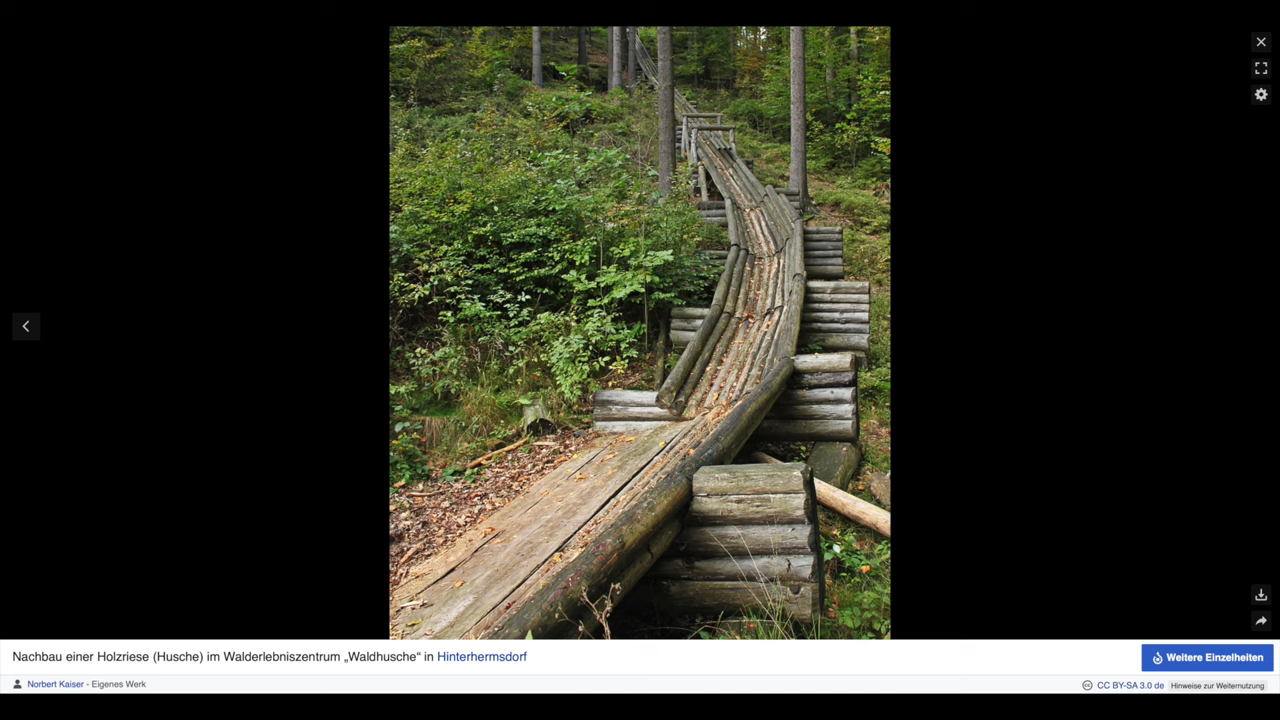 Nachbau einer Holzriese (Husche) im Walderlebniszentrum „Waldhusche“ in Hinterhermsdorf
Weitere Einzelheiten
Norbert Kaiser - Eigenes Werk
CC BY-SA 3.0 de
Hinweise zur Weiternutzung